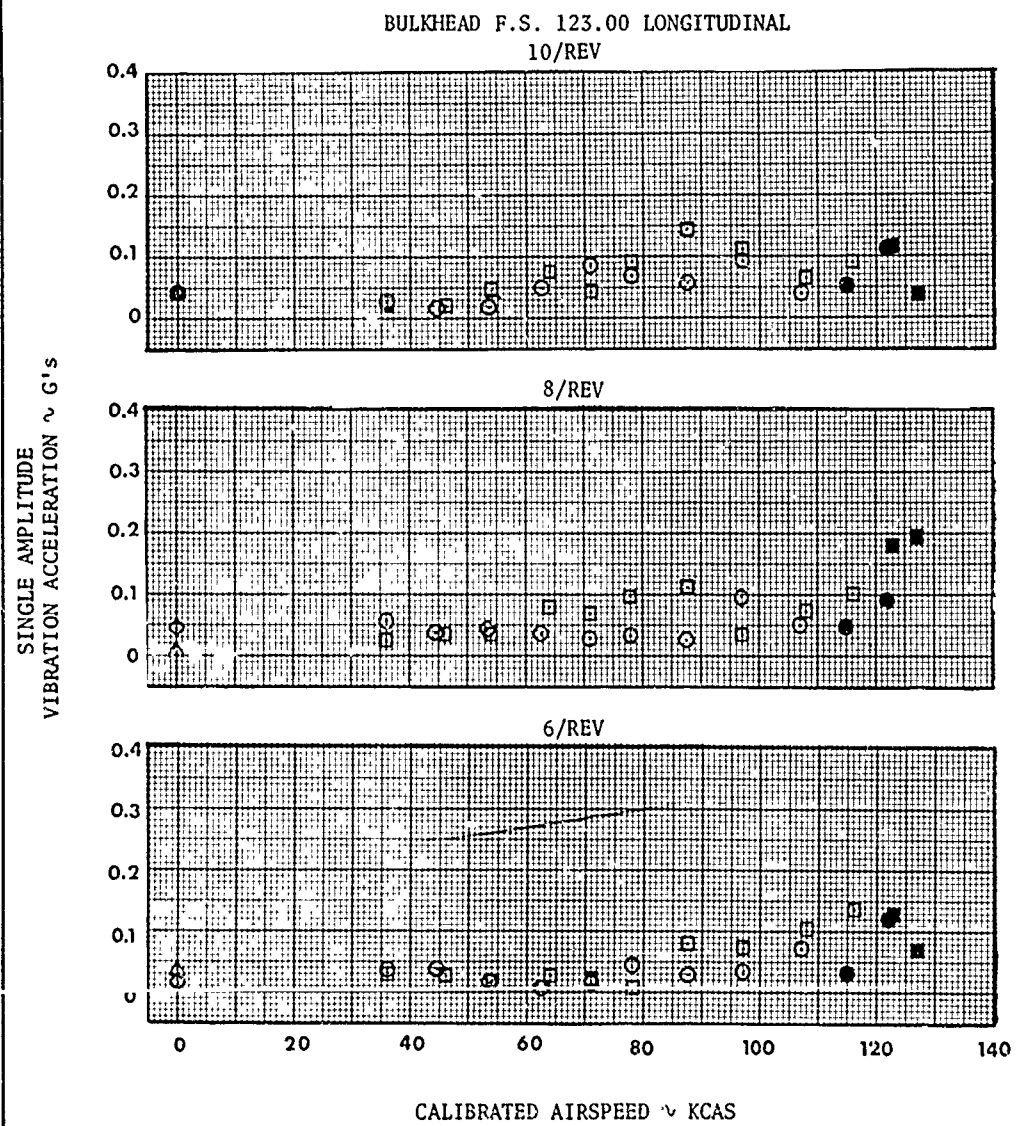 BULKHEAD F.S. 123.00 LONGITUDINAL
10/REV
0.4
0.3
0.2
0.1
0
8/REV
0.4
0.3
0.2
0.1
0
SINGLE AMPLITUDE
VIBRATION ACCELERATION ~ G's
6/REV
0.4
0.3
0.2
0.1
0
0 20 40 60 80 100 120 140
CALIBRATED AIRSPEED ~ KCAS